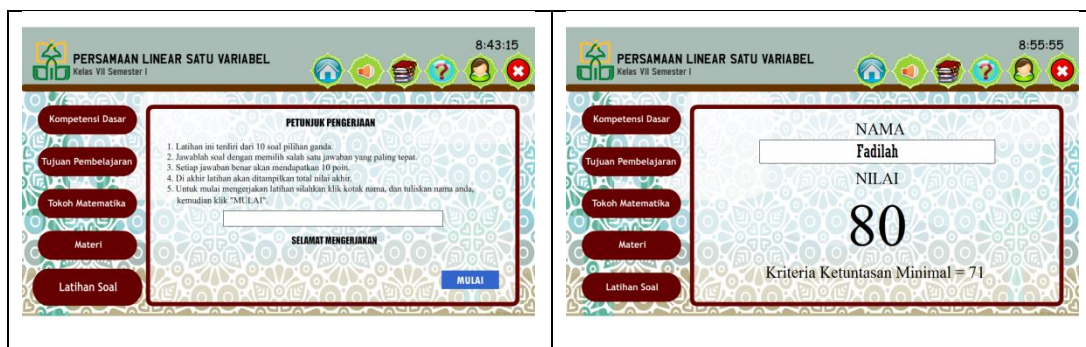 8:43:15
PERSAMAAN LINEAR SATU VARIABEL
Kelas VII Semester I
Kompetensi Dasar
Tujuan Pembelajaran
Tokoh Matematika
Materi
Latihan Soal
PETUNJUK PENGERJAAN
1. Latihan ini terdiri dari 10 soal pilihan ganda.
2. Jawablah soal dengan memilih salah satu jawaban yang paling tepat.
3. Setiap jawaban benar akan mendapatkan 10 poin.
4. Di akhir latihan akan ditampilkan total nilai akhir.
5. Untuk mulai mengerjakan latihan silahkan klik kotak nama, dan tuliskan nama anda,
kemudian klik "MULAI".
SELAMAT MENGERJAKAN
MULAI
8:55:55
PERSAMAAN LINEAR SATU VARIABEL
Kelas VII Semester I
Kompetensi Dasar
Tujuan Pembelajaran
Tokoh Matematika
Materi
Latihan Soal
NAMA
Fadilah
NILAI
80
Kriteria Ketuntasan Minimal = 71